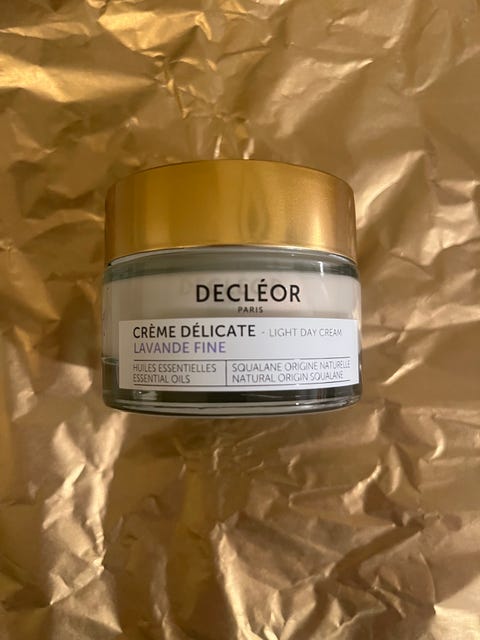 DECLÉOR
PARIS
CRÈME DÉLICATE - LIGHT DAY CREAM
LAVANDE FINE
HUILES ESSENTIELLES
ESSENTIAL OILS
SQUALANE ORIGINE NATURELLE
NATURAL ORIGIN SQUALANE